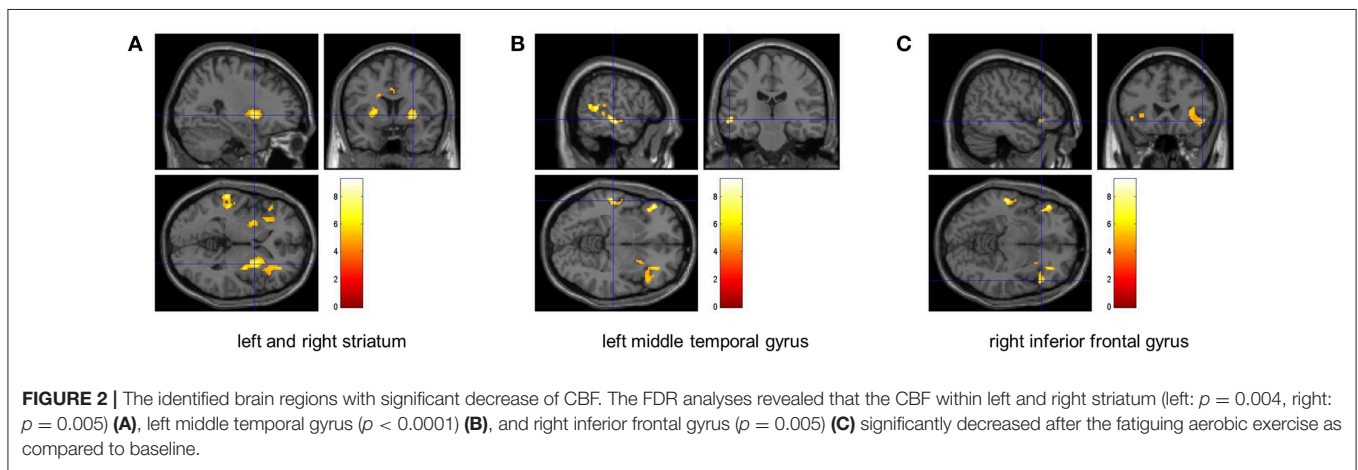 A
B
C
8
6
4
2
0
8
6
4
2
0
8
6
4
2
0
left and right striatum
left middle temporal gyrus
right inferior frontal gyrus
FIGURE 2 | The identified brain regions with significant decrease of CBF. The FDR analyses revealed that the CBF within left and right striatum (left: p = 0.004, right:
p = 0.005) (A), left middle temporal gyrus (p < 0.0001) (B), and right inferior frontal gyrus (p = 0.005) (C) significantly decreased after the fatiguing aerobic exercise as
compared to baseline.